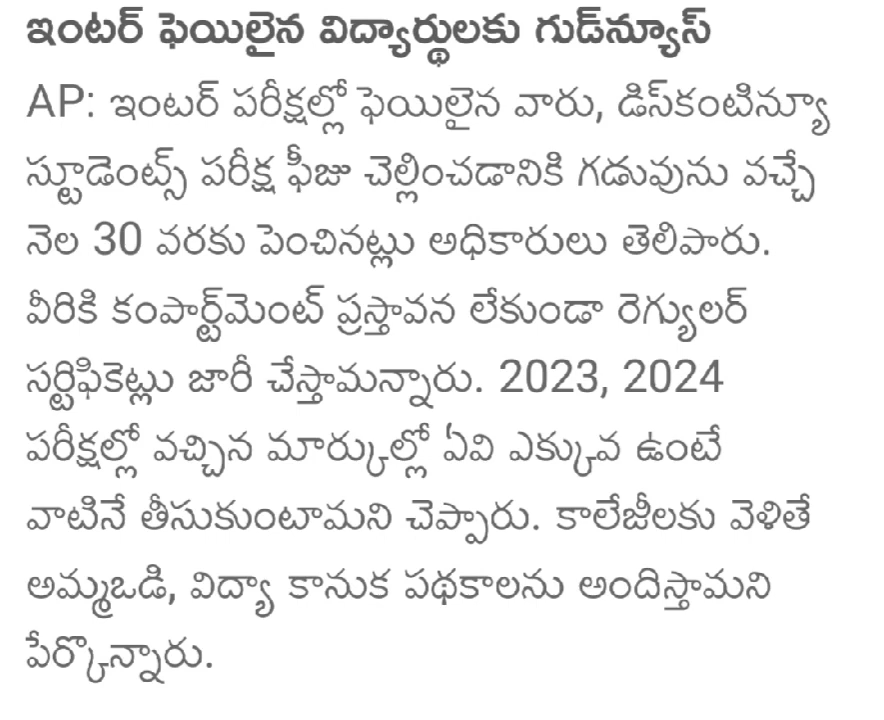 ఇంటర్ ఫెయిలైన విద్యార్థులకు గుడ్‌న్యూస్
AP: ఇంటర్ పరీక్షల్లో ఫెయిలైన వారు, డిస్‌కంటిన్యూ
స్టూడెంట్స్ పరీక్ష ఫీజు చెల్లించడానికి గడువును వచ్చే
నెల 30 వరకు పెంచినట్లు అధికారులు తెలిపారు.
వీరికి కంపార్ట్‌మెంట్ ప్రస్తావన లేకుండా రెగ్యులర్
సర్టిఫికెట్లు జారీ చేస్తామన్నారు. 2023, 2024
పరీక్షల్లో వచ్చిన మార్కుల్లో ఏవి ఎక్కువ ఉంటే
వాటినే తీసుకుంటామని చెప్పారు. కాలేజీలకు వెళితే
అమ్మఒడి, విద్యా కానుక పథకాలను అందిస్తామని
పేర్కొన్నారు.